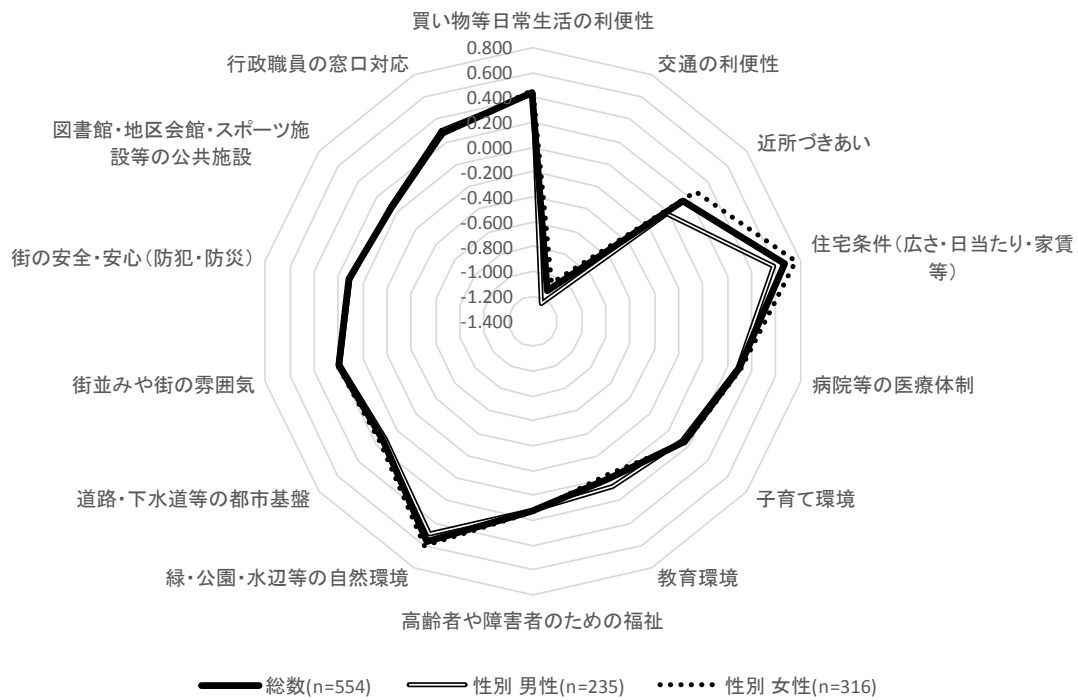 買い物等日常生活の利便性
0.800
0.600
0.400
0.200
0.000
-0.200
-0.400
-0.600
-0.800
-1.000
-1.200
-1.400
交通の利便性
近所づきあい
住宅条件（広さ・日当たり・家賃
等）
病院等の医療体制
子育て環境
教育環境
高齢者や障害者のための福祉
緑・公園・水辺等の自然環境
道路・下水道等の都市基盤
街並みや街の雰囲気
街の安全・安心（防犯・防災）
図書館・地区会館・スポーツ施
設等の公共施設
行政職員の窓口対応
総数(n=554)
性別 男性(n=235)
性別 女性(n=316)